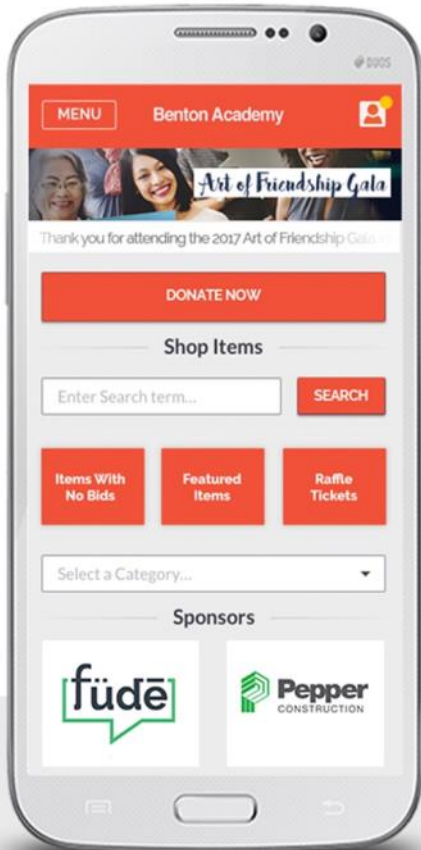 DUOS
MENU
Benton Academy
Art of Friendship Gala
Thank you for attending the 2017 Art of Friendship Gala
DONATE NOW
Shop Items
Enter Search term...
SEARCH
Items With
No Bids
Featured
Items
Raffle
Tickets
Select a Category...
Sponsors
füdē
Pepper
CONSTRUCTION